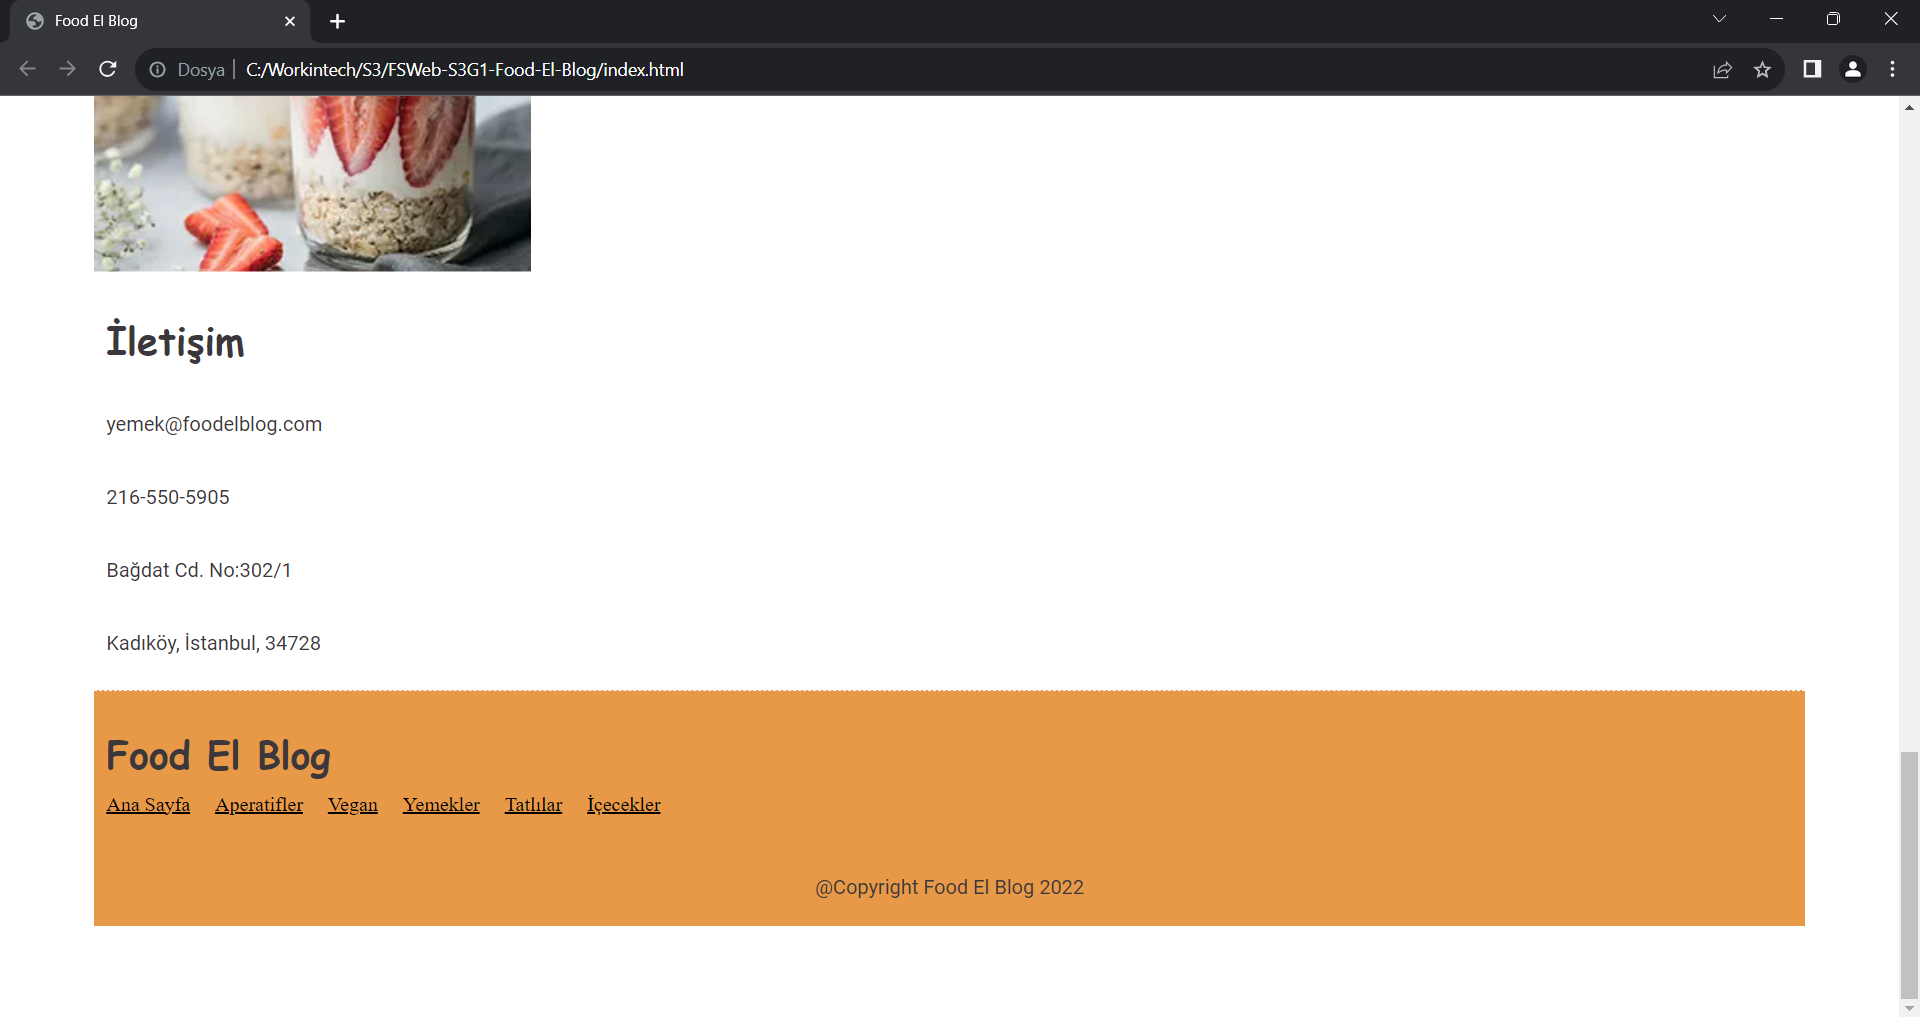 Food El Blog
Dosya | C:/Workintech/S3/FSWeb-S3G1-Food-El-Blog/index.html
İletişim
yemek@foodelblog.com
216-550-5905
Bağdat Cd. No:302/1
Kadıköy, İstanbul, 34728
Food El Blog
Ana Sayfa Aperatifler Vegan Yemekler Tatlılar İçecekler
@Copyright Food El Blog 2022